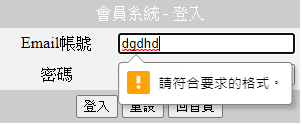 會員系統 - 登入
Email帳號 dgdhd
密碼
請符合要求的格式。
登入 重設 回首頁